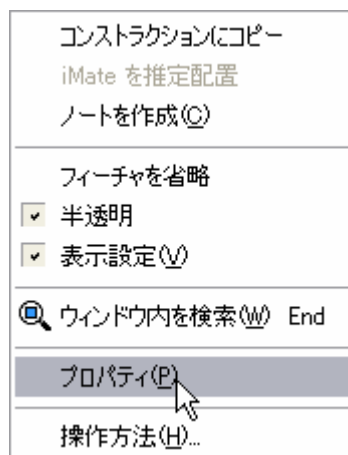 コンストラクションにコピー
iMate を推定配置
ノートを作成(C)
フィーチャを省略
半透明
表示設定(V)
ウィンドウ内を検索(W) End
プロパティ(P)
操作方法(H)...